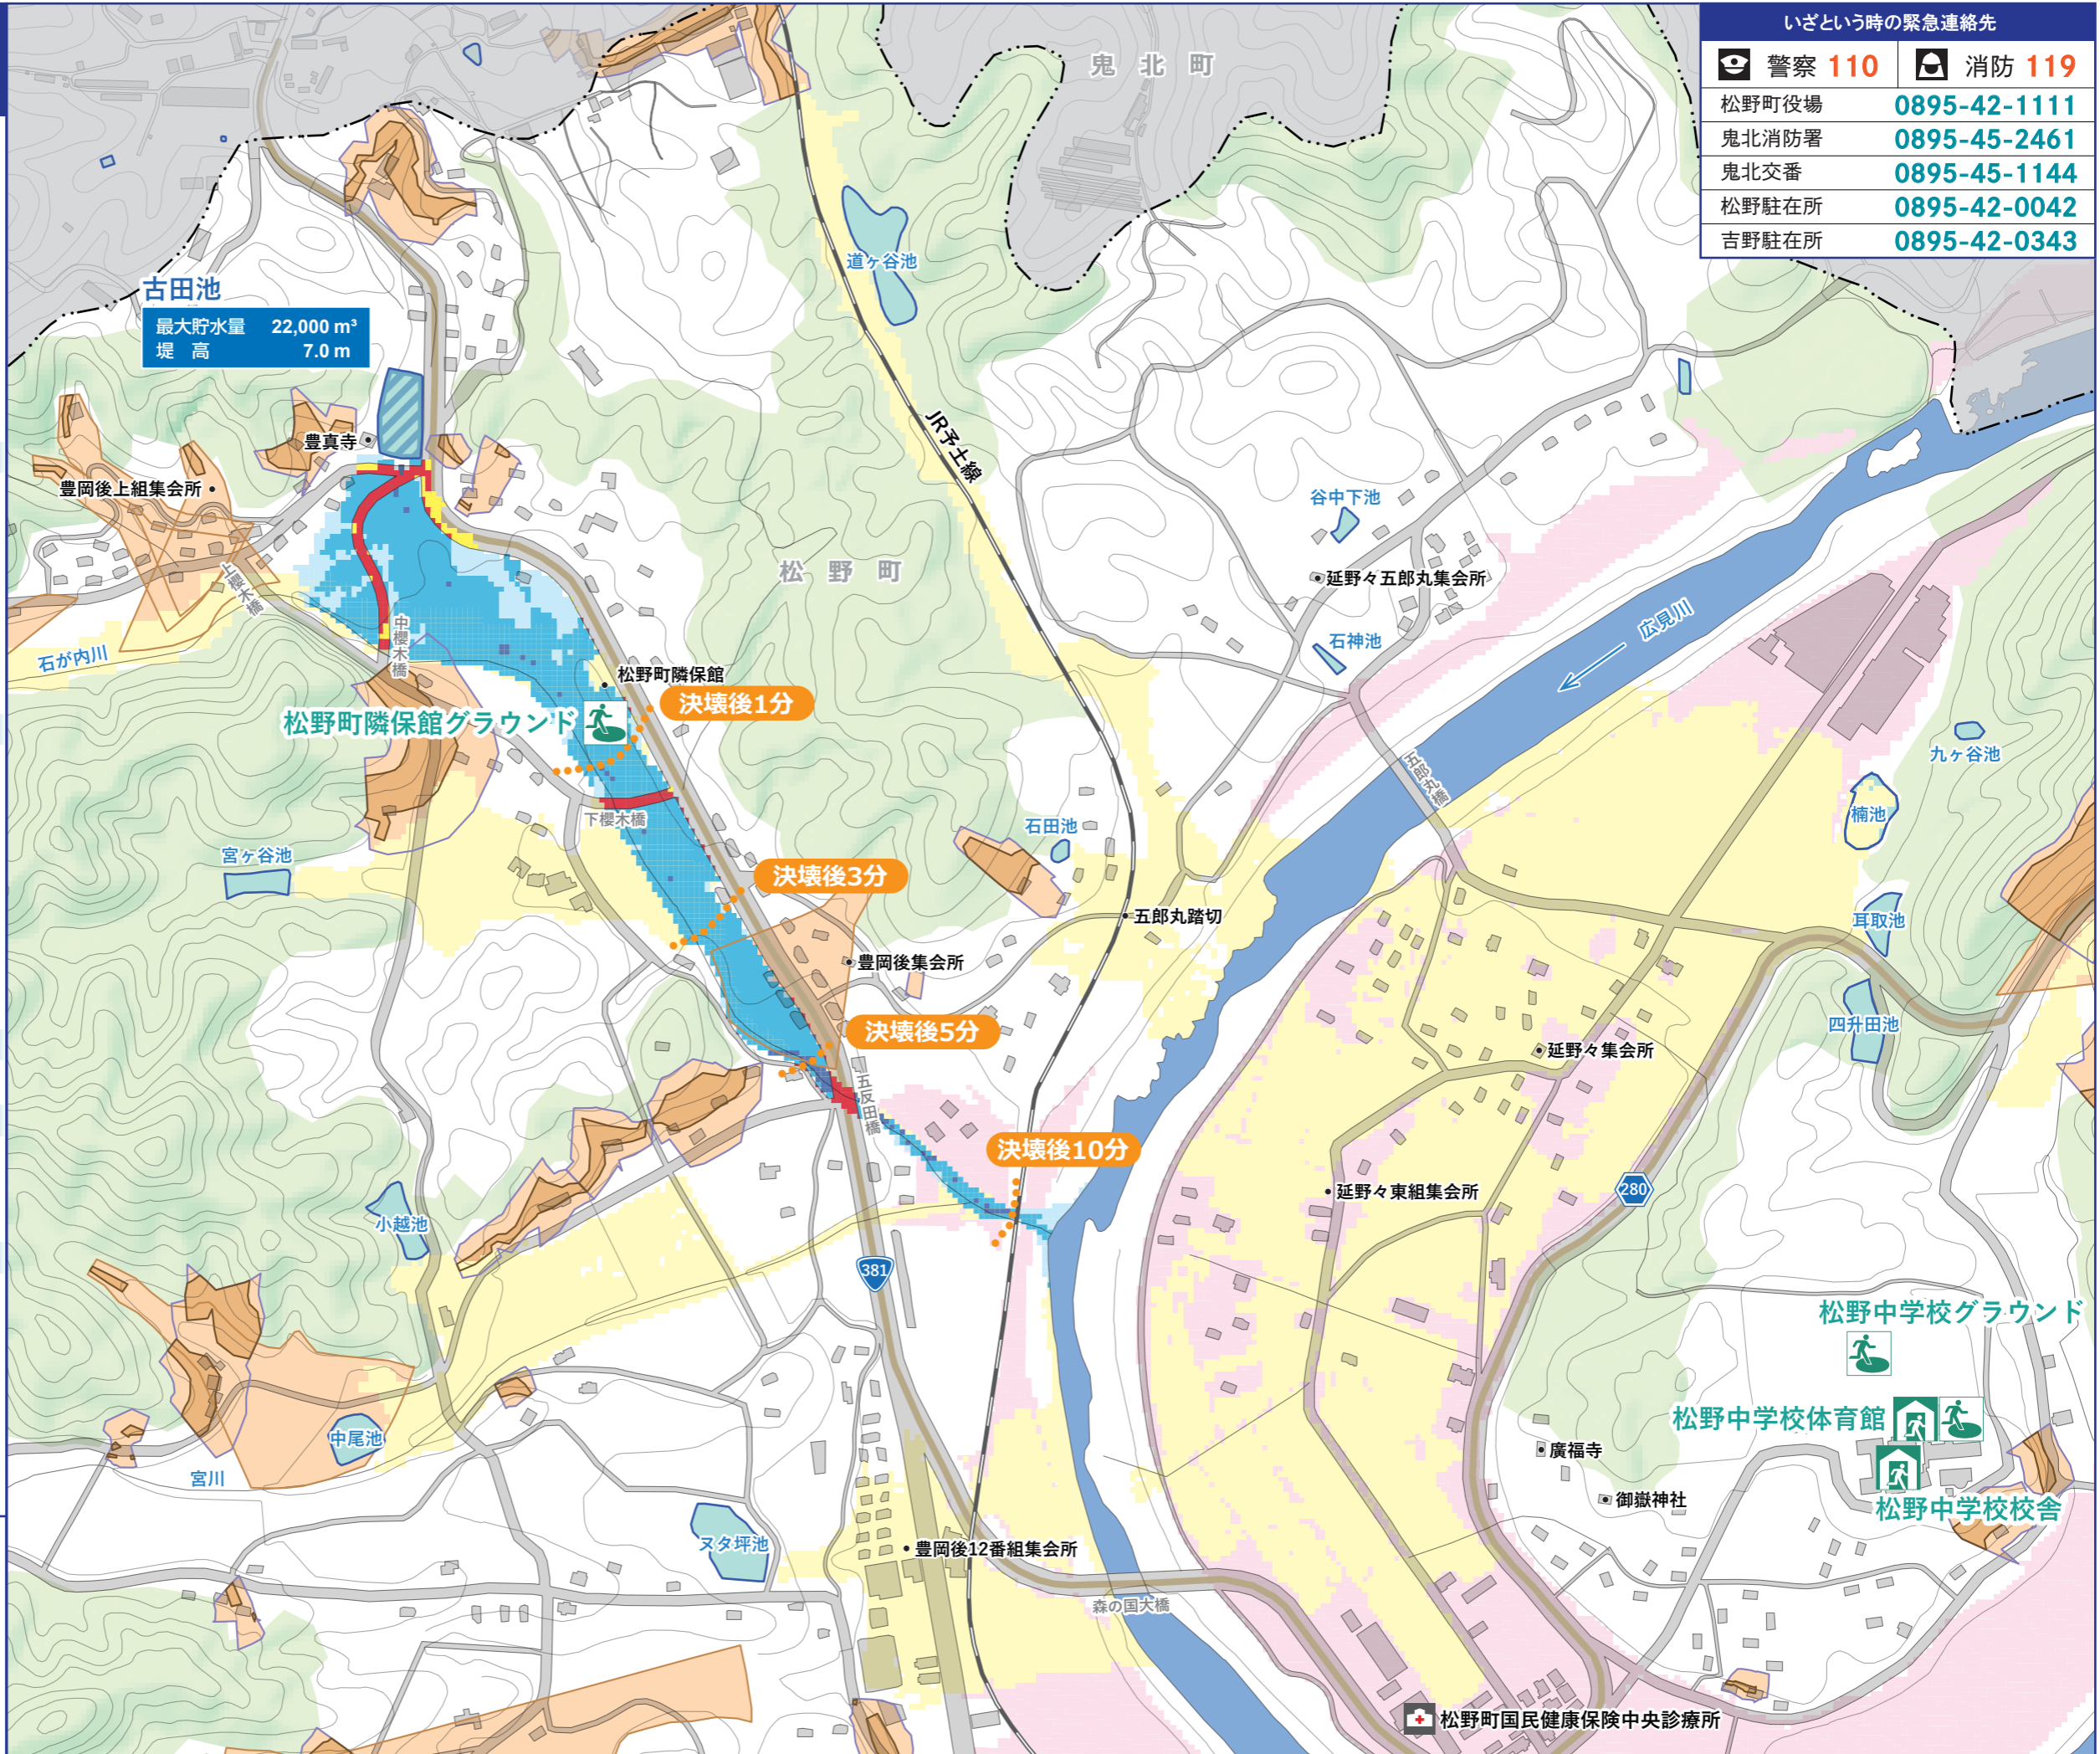 いざという時の緊急連絡先
警察 110 消防 119
松野町役場 0895-42-1111
鬼北消防署 0895-45-2461
鬼北交番 0895-45-1144
松野駐在所 0895-42-0042
吉野駐在所 0895-42-0343
鬼北町
道ヶ谷池
古田池
最大貯水量 22,000 m³
堤 高 7.0 m
JR予土線
豊真寺
豊岡後上組集会所
谷中下池
松野町
延野々五郎丸集会所
上櫻木橋
中櫻木橋
石が内川
石神池
広見川
松野町隣保館
決壊後1分
松野町隣保館グラウンド
五郎丸橋
九ヶ谷池
楠池
下櫻木橋
石田池
宮ヶ谷池
決壊後3分
五郎丸踏切
耳取池
豊岡後集会所
決壊後5分
四升田池
延野々集会所
五反田橋
決壊後10分
延野々東組集会所
280
小越池
381
松野中学校グラウンド
松野中学校体育館
中尾池
廣福寺
宮川
御嶽神社
松野中学校校舎
ヌタ坪池
豊岡後12番組集会所
森の国大橋
松野町国民健康保険中央診療所